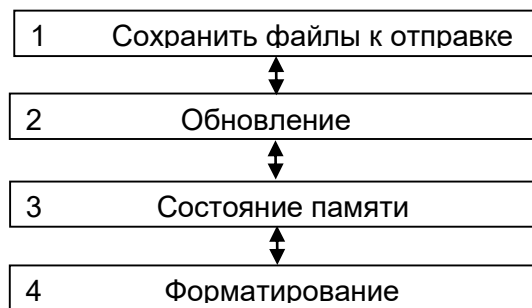 1 Сохранить файлы к отправке
2 Обновление
3 Состояние памяти
4 Форматирование